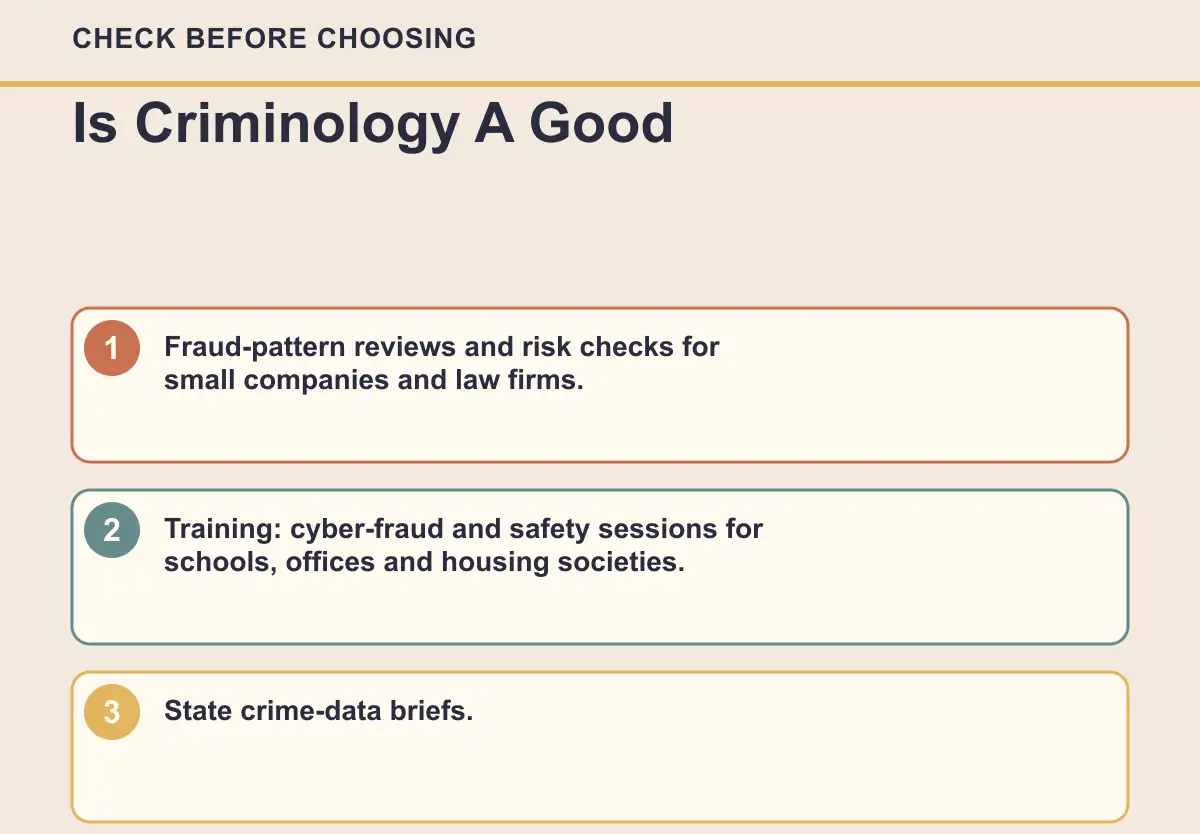 CHECK BEFORE CHOOSING
Is Criminology A Good
1
Fraud-pattern reviews and risk checks for
small companies and law firms.
2
Training: cyber-fraud and safety sessions for
schools, offices and housing societies.
3
State crime-data briefs.